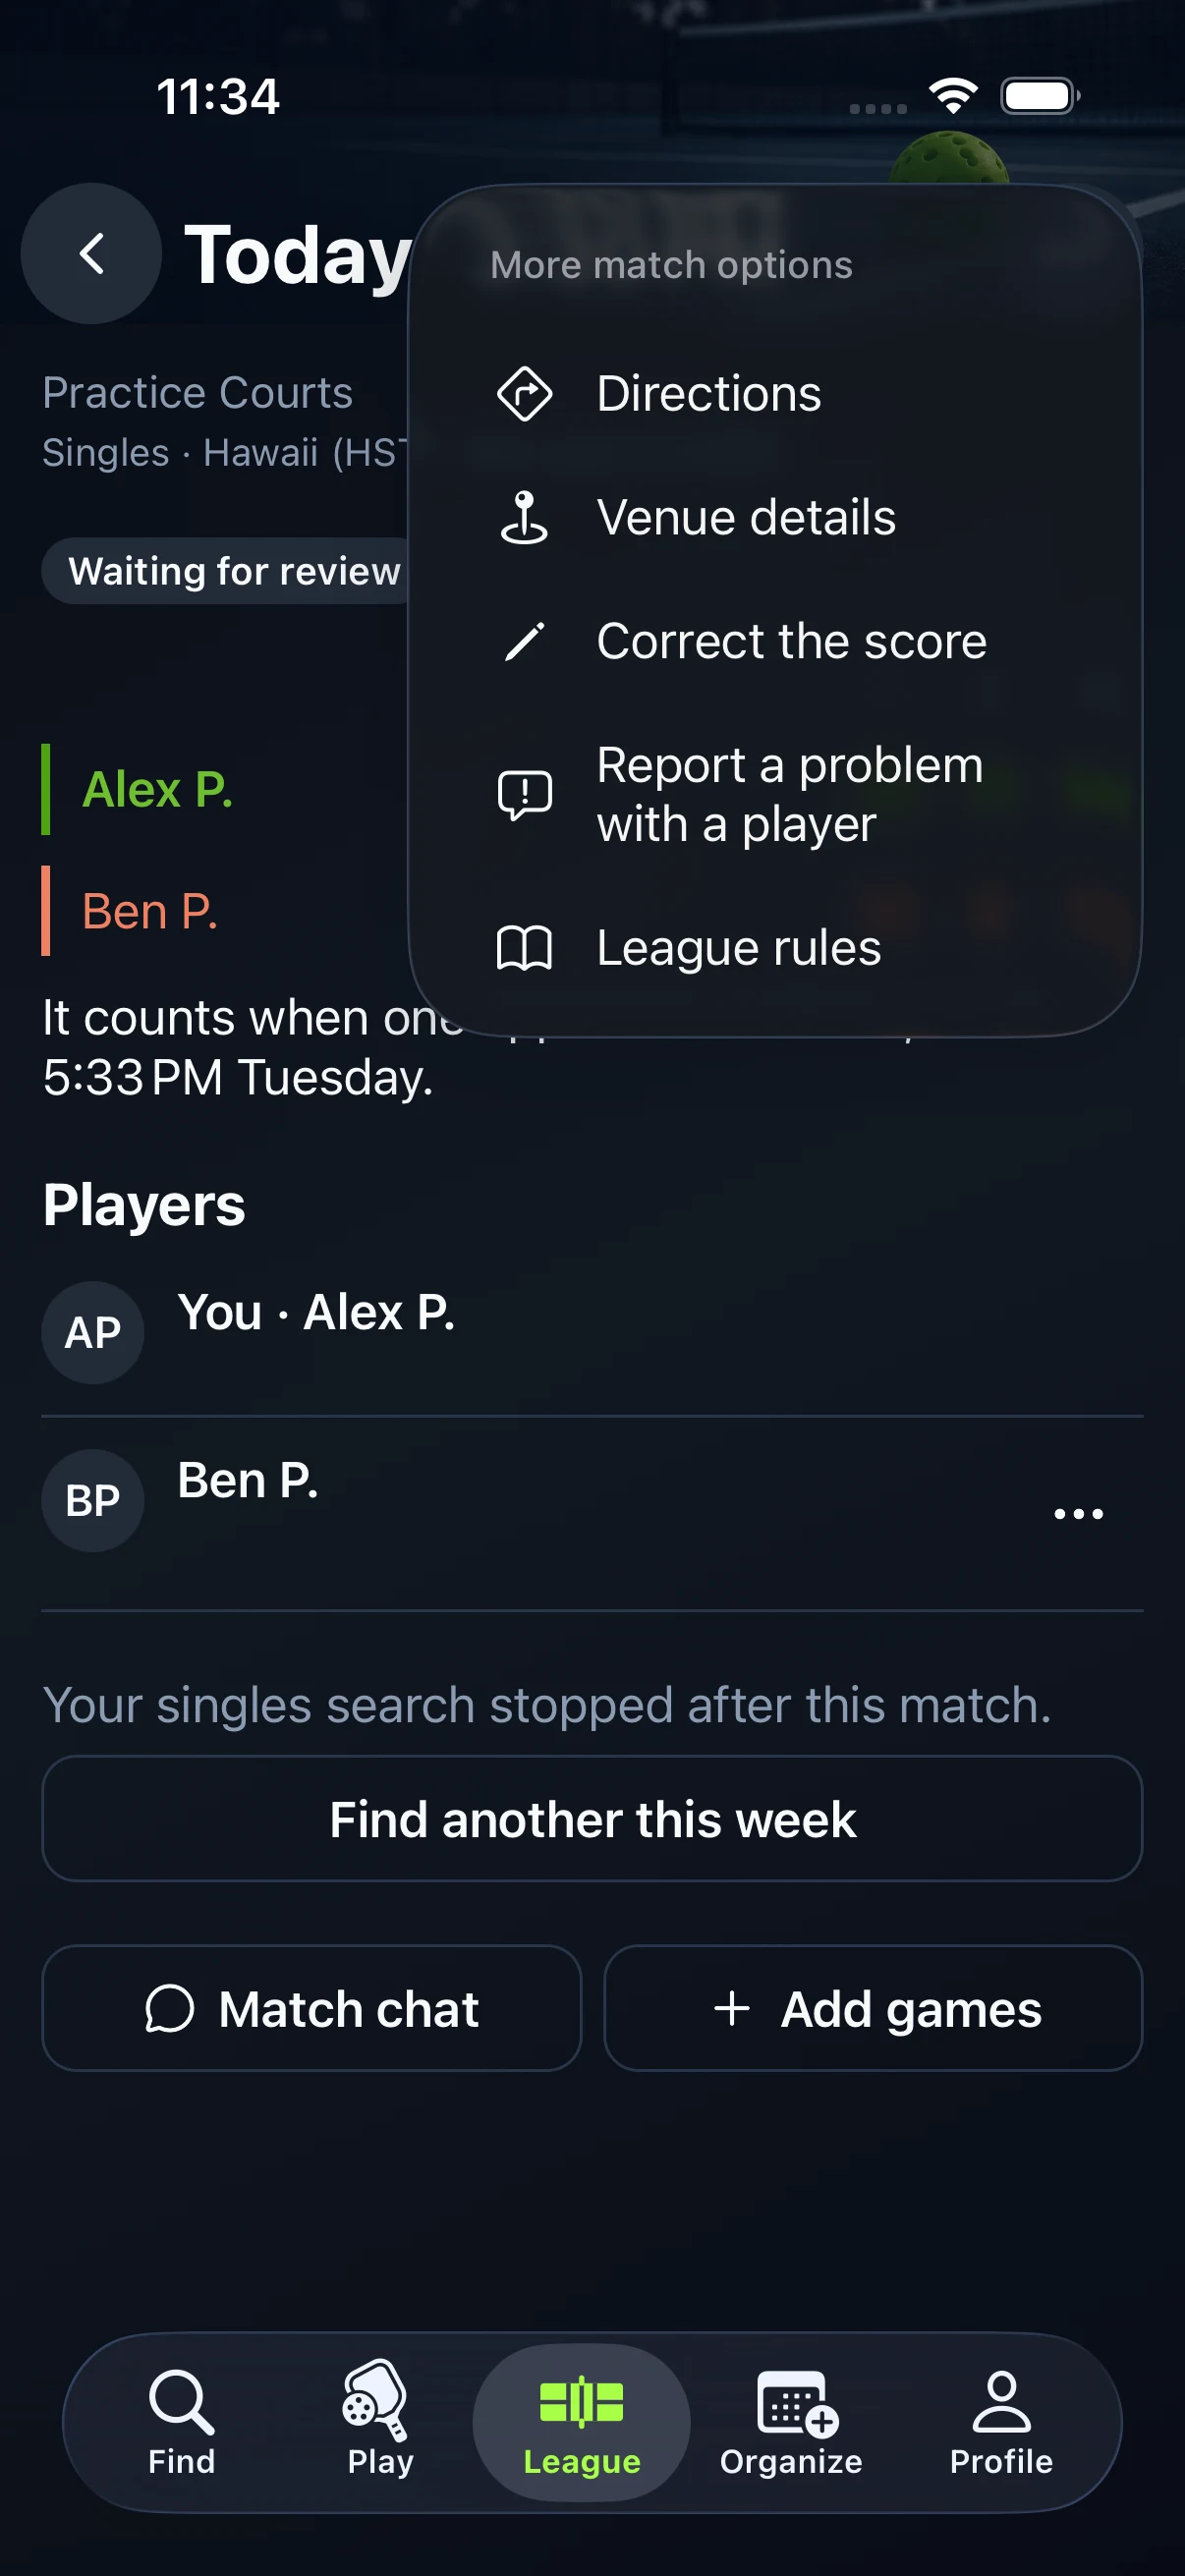 11:34
Today
More match options
Practice Courts
Directions
Singles · Hawaii (HST
Venue details
Waiting for review
Correct the score
Alex P.
Report a problem
with a player
Ben P.
League rules
It counts when one
5:33 PM Tuesday.
Players
AP
You · Alex P.
BP
Ben P.
Your singles search stopped after this match.
Find another this week
Match chat
Add games
Find
Play
League
Organize
Profile